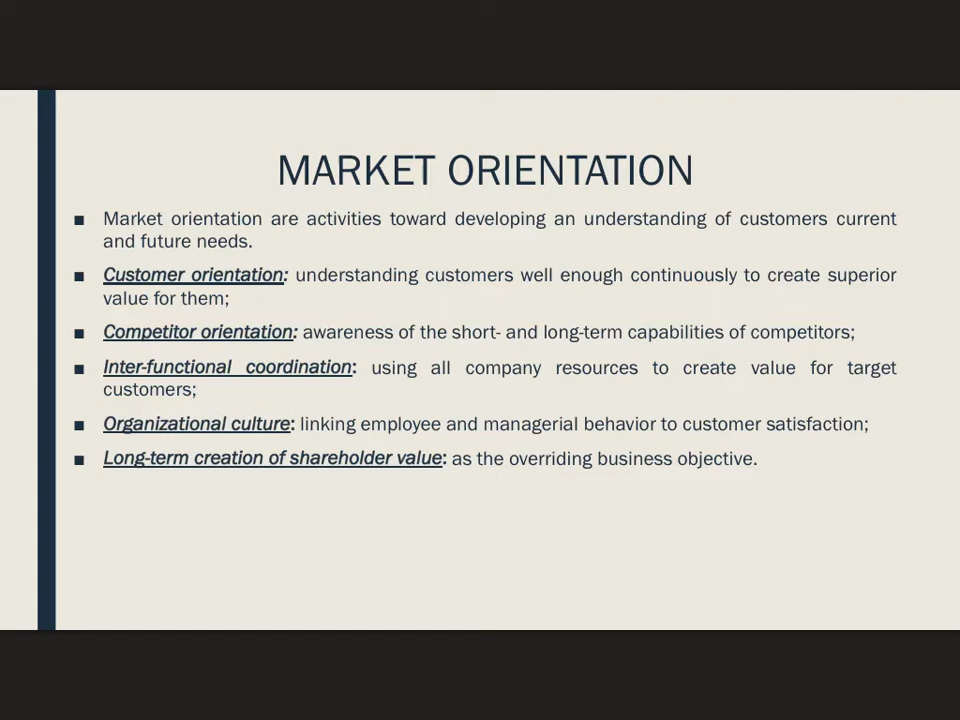 MARKET ORIENTATION
■ Market orientation are activities toward developing an understanding of customers current
and future needs.
■ Customer orientation: understanding customers well enough continuously to create superior
value for them;
■ Competitor orientation: awareness of the short- and long-term capabilities of competitors;
■ Inter-functional coordination: using all company resources to create value for target
customers;
■ Organizational culture: linking employee and managerial behavior to customer satisfaction;
■ Long-term creation of shareholder value: as the overriding business objective.